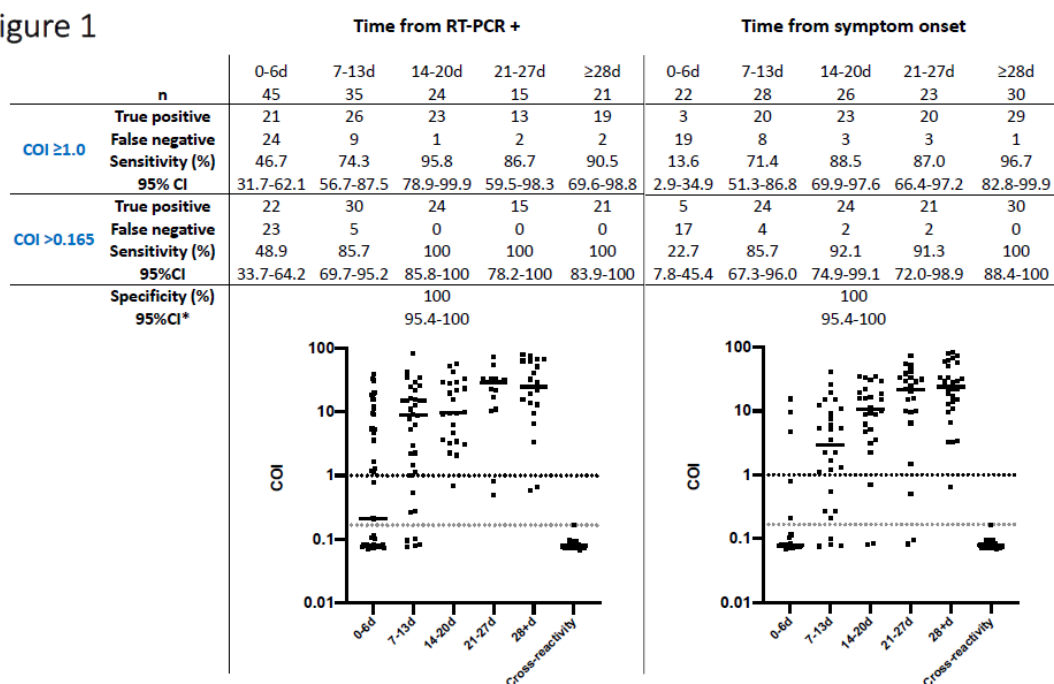 igure 1
Time from RT-PCR + Time from symptom onset
0-6d 7-13d 14-20d 21-27d ≥28d 0-6d 7-13d 14-20d 21-27d ≥28d
n 45 35 24 15 21 22 28 26 23 30
True positive 21 26 23 13 19 3 20 23 20 29
COI ≥1.0 False negative 24 9 1 2 2 19 8 3 3 1
Sensitivity (%) 46.7 74.3 95.8 86.7 90.5 13.6 71.4 88.5 87.0 96.7
95% CI 31.7-62.1 56.7-87.5 78.9-99.9 59.5-98.3 69.6-98.8 2.9-34.9 51.3-86.8 69.9-97.6 66.4-97.2 82.8-99.9
True positive 22 30 24 15 21 5 24 24 21 30
COI >0.165 False negative 23 5 0 0 0 17 4 2 2 0
Sensitivity (%) 48.9 85.7 100 100 100 22.7 85.7 92.1 91.3 100
95%CI 33.7-64.2 69.7-95.2 85.8-100 78.2-100 83.9-100 7.8-45.4 67.3-96.0 74.9-99.1 72.0-98.9 88.4-100
Specificity (%) 100 100
95%CI* 95.4-100 95.4-100
100
10
1
0.1
0.01
COI
0-6d
7-13d
14-20d
21-27d
28+d
Cross-reactivity
100
10
1
0.1
0.01
COI
0-6d
7-13d
14-20d
21-27d
28+d
Cross-reactivity